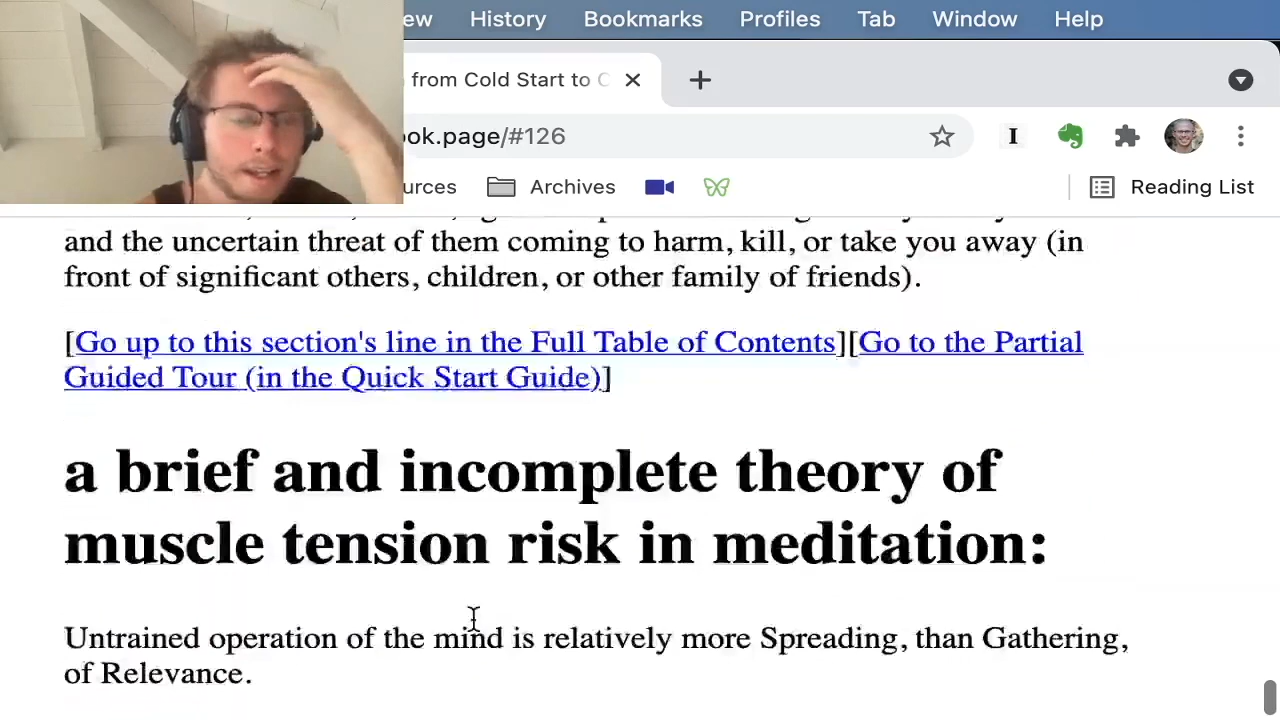 ew History Bookmarks Profiles Tab Window Help
from Cold Start to C
ok.page/#126
I
urces Archives Reading List
and the uncertain threat of them coming to harm, kill, or take you away (in
front of significant others, children, or other family of friends).
[Go up to this section's line in the Full Table of Contents][Go to the Partial
Guided Tour (in the Quick Start Guide)]
a brief and incomplete theory of
muscle tension risk in meditation:
Untrained operation of the mind is relatively more Spreading, than Gathering,
of Relevance.